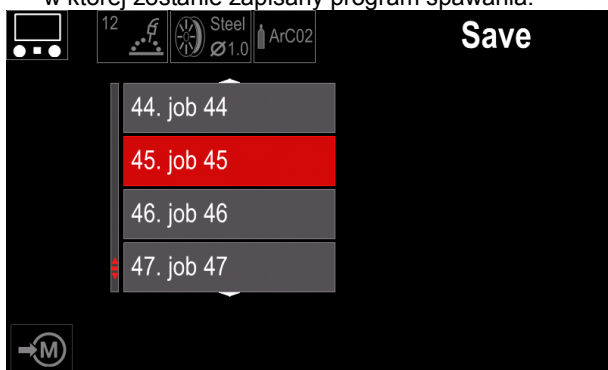 w której zostanie zapisany program spawania.
12
Steel
ø1.0
ArC02
Save
44. job 44
45. job 45
46. job 46
47. job 47
M